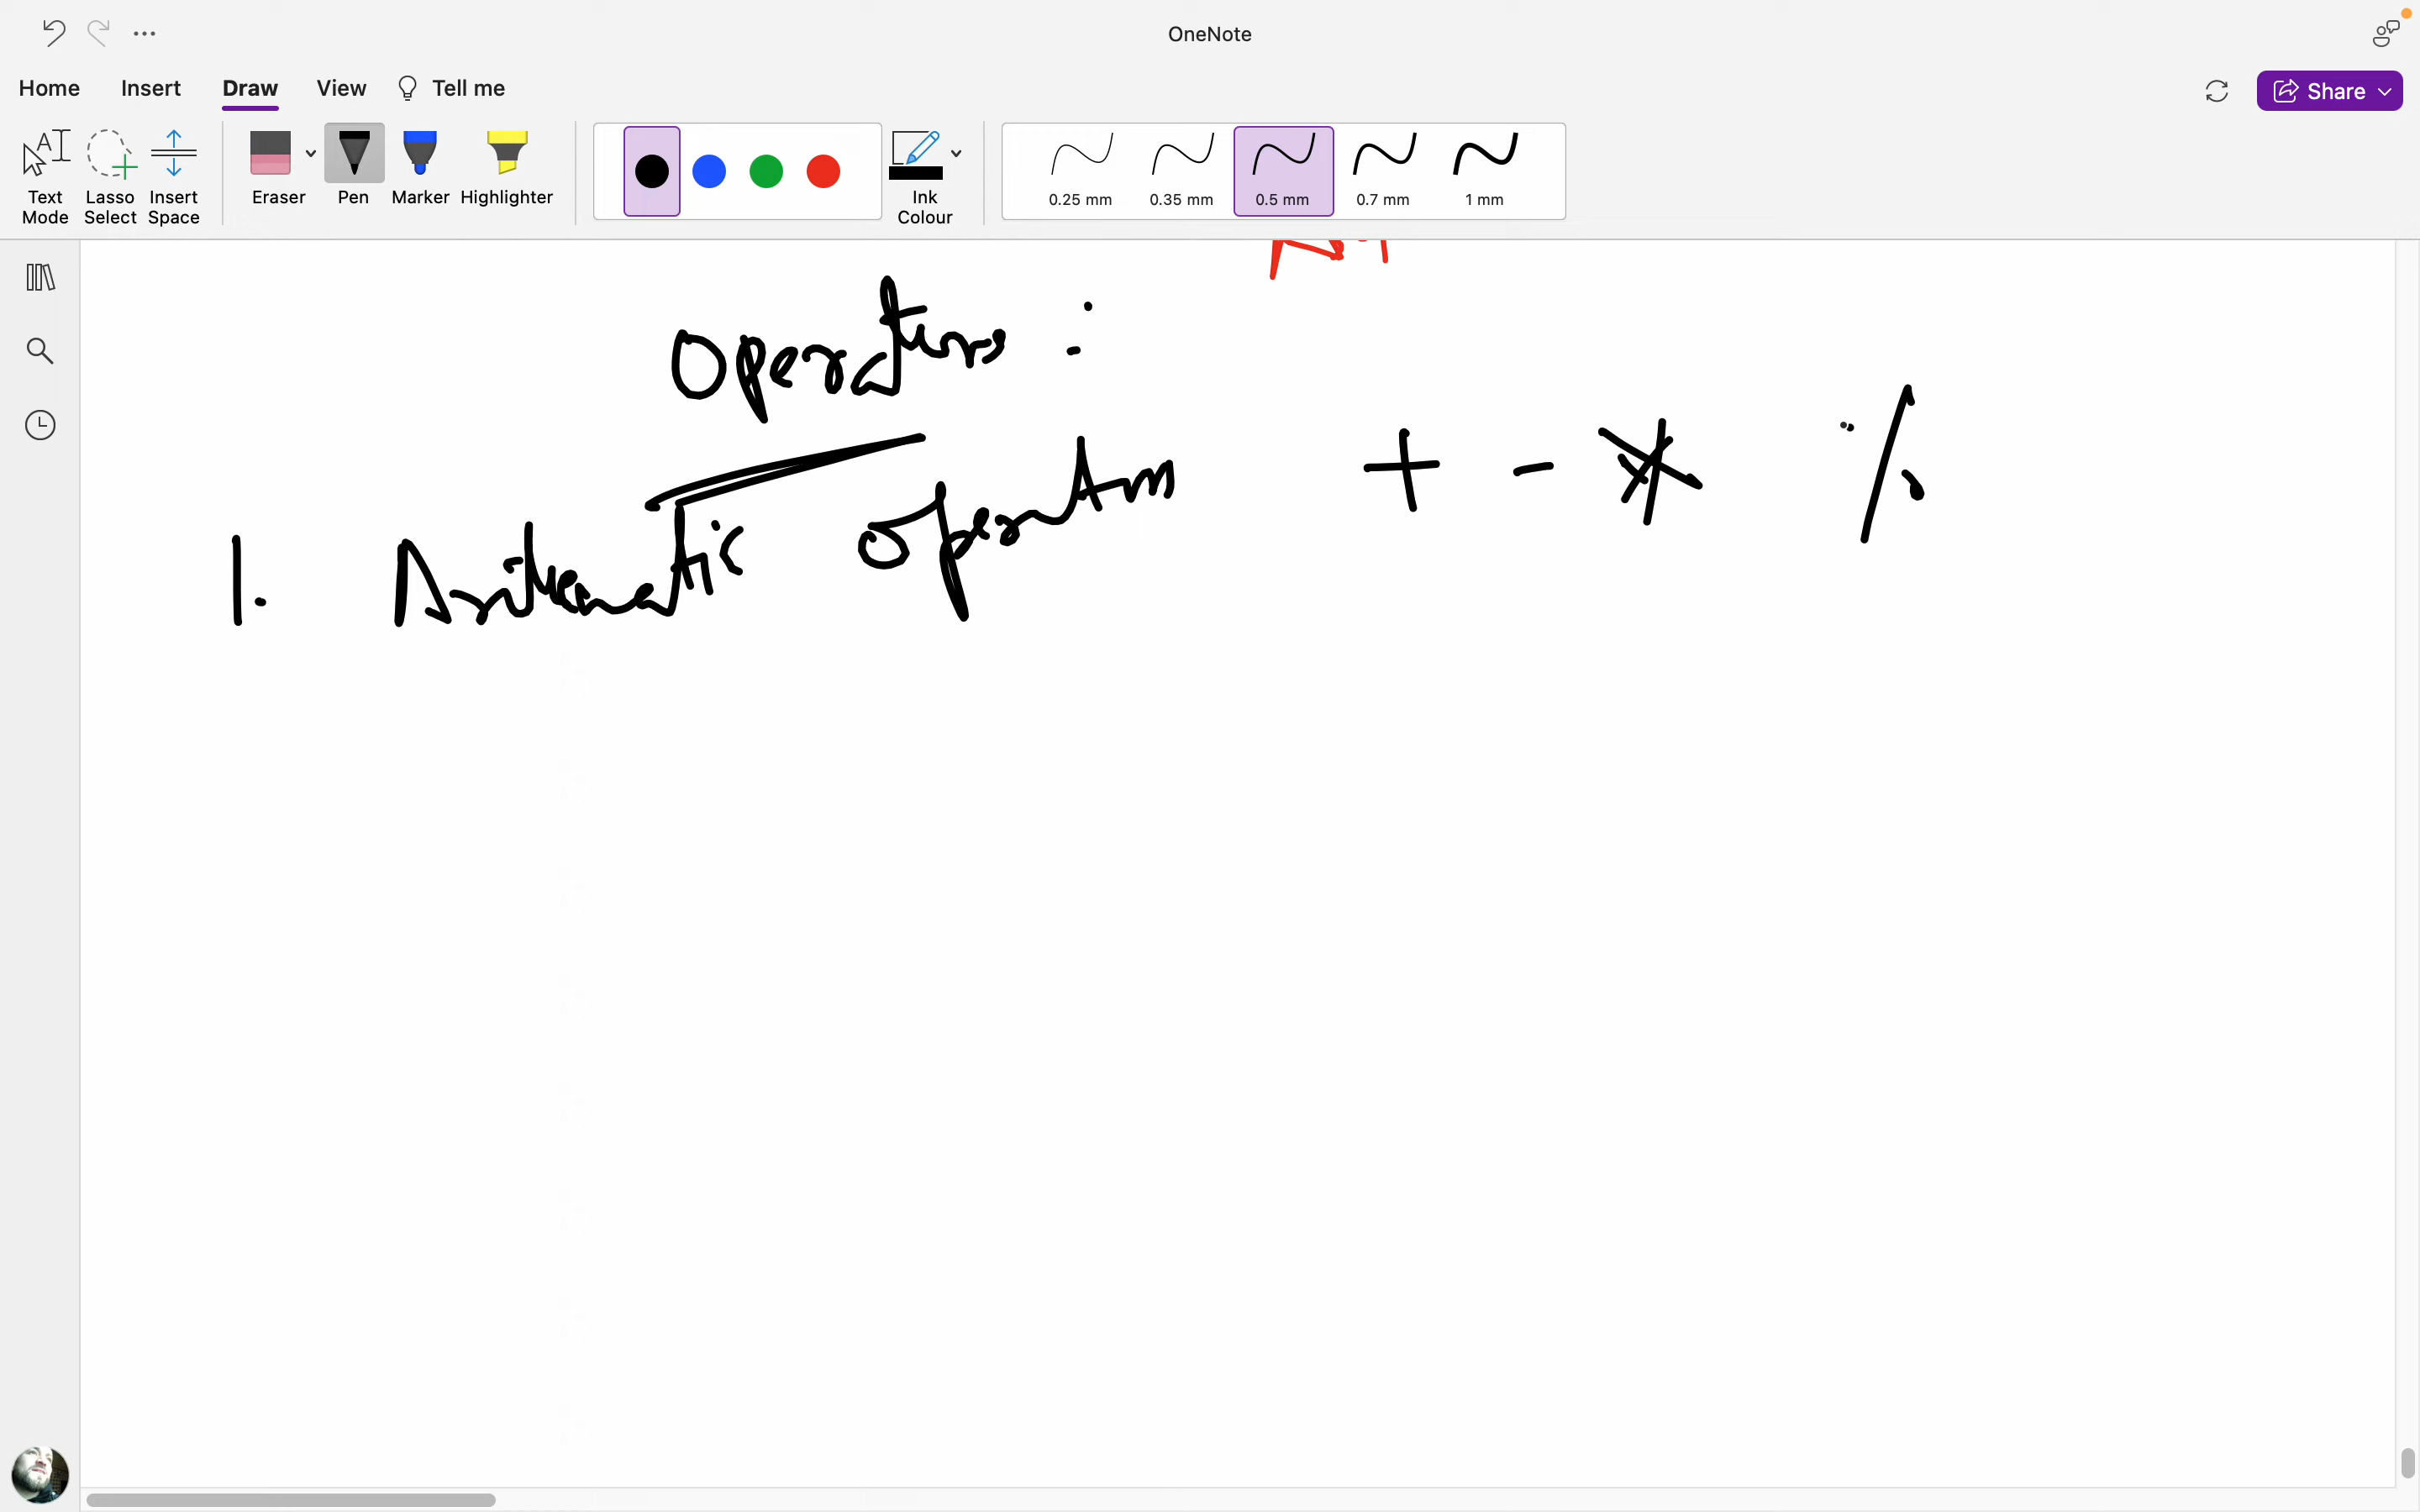 OneNote
Home Insert Draw View Tell me Share
Text Mode Lasso Select Insert Space Eraser Pen Marker Highlighter Ink Colour 0.25 mm 0.35 mm 0.5 mm 0.7 mm 1 mm
Operators :
1. Arithematic operators + - * %